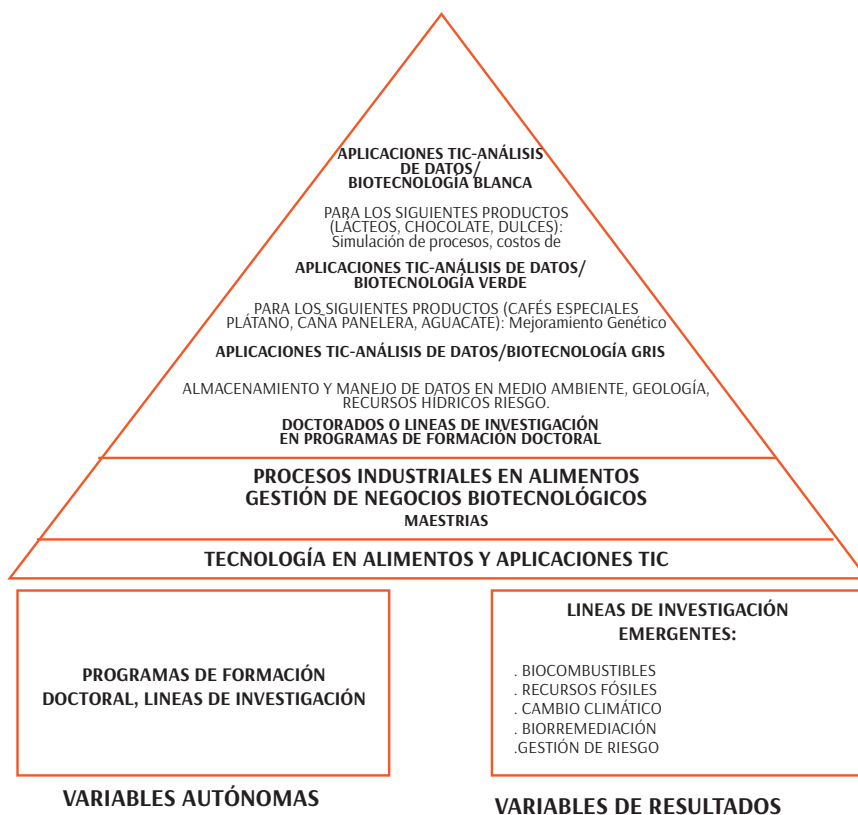 APLICACIONES TIC-ANÁLISIS
DE DATOS/
BIOTECNOLOGÍA BLANCA
PARA LOS SIGUIENTES PRODUCTOS
(LÁCTEOS, CHOCOLATE, DULCES):
Simulación de procesos, costos de
APLICACIONES TIC-ANÁLISIS DE DATOS/
BIOTECNOLOGÍA VERDE
PARA LOS SIGUIENTES PRODUCTOS (CAFÉS ESPECIALES
PLÁTANO, CAÑA PANELERA, AGUACATE): Mejoramiento Genético
APLICACIONES TIC-ANÁLISIS DE DATOS/BIOTECNOLOGÍA GRIS
ALMACENAMIENTO Y MANEJO DE DATOS EN MEDIO AMBIENTE, GEOLOGÍA,
RECURSOS HÍDRICOS RIESGO.
DOCTORADOS O LINEAS DE INVESTIGACIÓN
EN PROGRAMAS DE FORMACIÓN DOCTORAL
PROCESOS INDUSTRIALES EN ALIMENTOS
GESTIÓN DE NEGOCIOS BIOTECNOLÓGICOS
MAESTRIAS
TECNOLOGÍA EN ALIMENTOS Y APLICACIONES TIC
PROGRAMAS DE FORMACIÓN
DOCTORAL, LINEAS DE INVESTIGACIÓN
VARIABLES AUTÓNOMAS
LINEAS DE INVESTIGACIÓN
EMERGENTES:
. BIOCOMBUSTIBLES
. RECURSOS FÓSILES
. CAMBIO CLIMÁTICO
. BIORREMEDIACIÓN
.GESTIÓN DE RIESGO
VARIABLES DE RESULTADOS